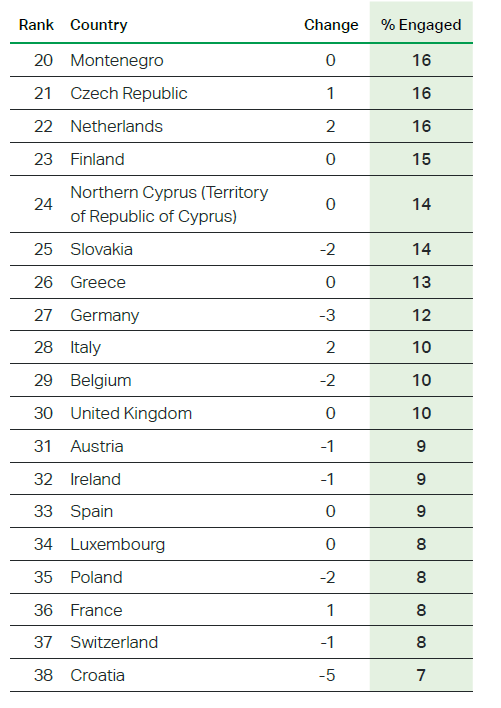 Rank Country Change % Engaged
20 Montenegro 0 16
21 Czech Republic 1 16
22 Netherlands 2 16
23 Finland 0 15
24 Northern Cyprus (Territory
of Republic of Cyprus) 0 14
25 Slovakia -2 14
26 Greece 0 13
27 Germany -3 12
28 Italy 2 10
29 Belgium -2 10
30 United Kingdom 0 10
31 Austria -1 9
32 Ireland -1 9
33 Spain 0 9
34 Luxembourg 0 8
35 Poland -2 8
36 France 1 8
37 Switzerland -1 8
38 Croatia -5 7